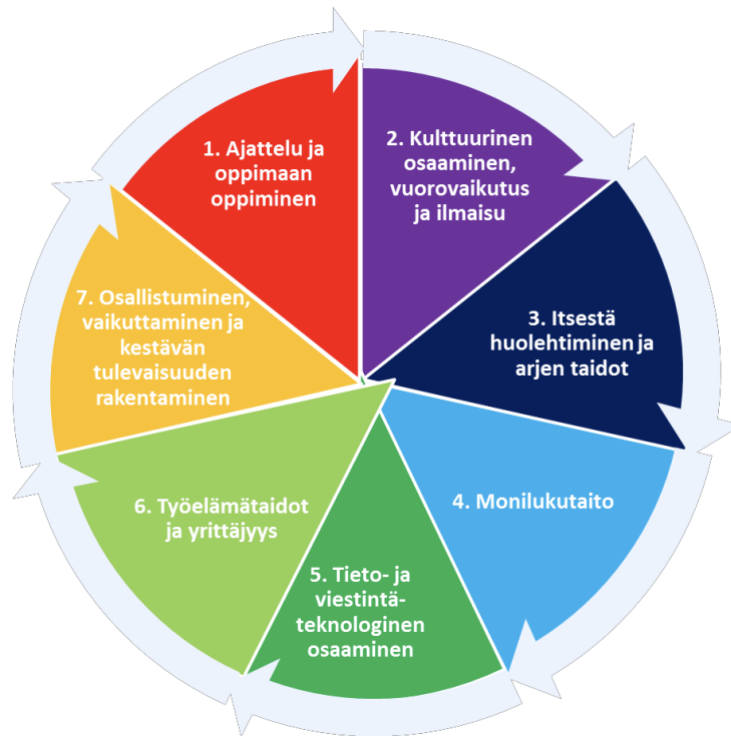 1. Ajattelu ja
oppimaan
oppiminen
2. Kulttuurinen
osaaminen,
vuorovaikutus
ja ilmaisu
3. Itsestä
huolehtiminen ja
arjen taidot
4. Monilukutaito
5. Tieto- ja
viestintä-
teknologinen
osaaminen
6. Työelämätaidot
ja yrittäjyys
7. Osallistuminen,
vaikuttaminen ja
kestävän
tulevaisuuden
rakentaminen